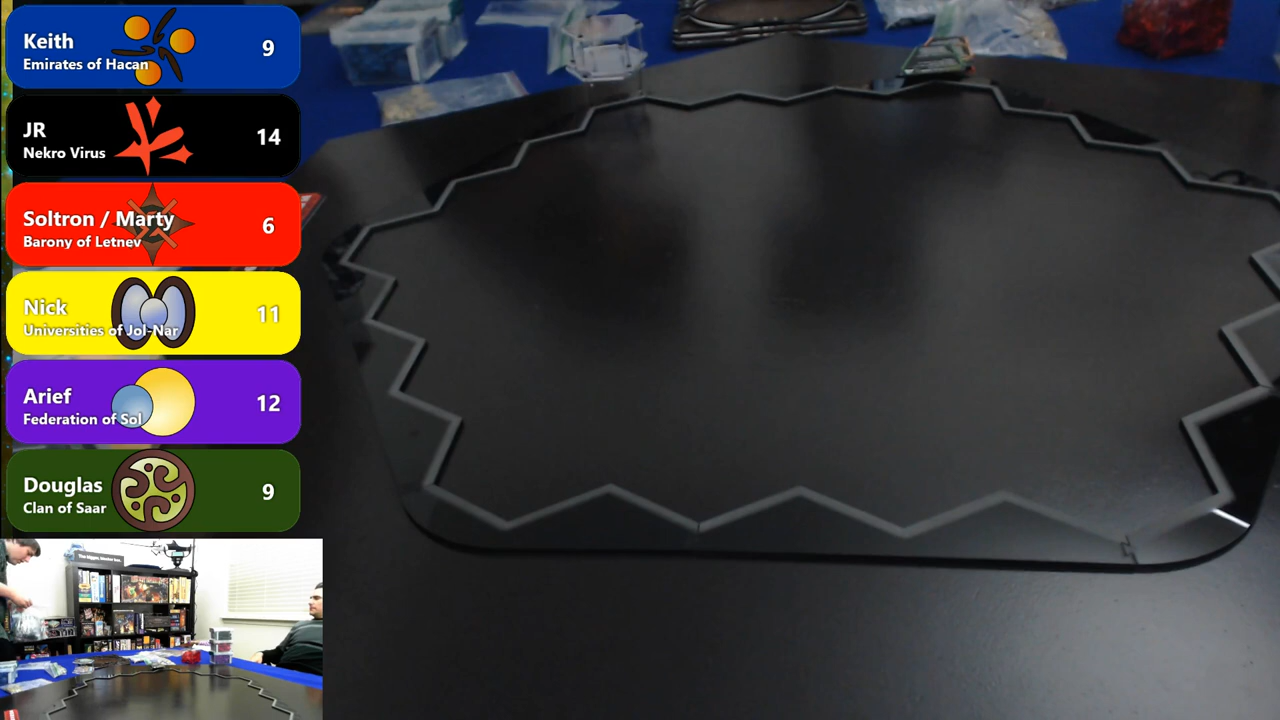 Keith
Emirates of Hacan
9
JR
Nekro Virus
14
Soltron / Marty
Barony of Letnev
6
Nick
Universities of Jol-Nar
11
Arief
Federation of Sol
12
Douglas
Clan of Saar
9